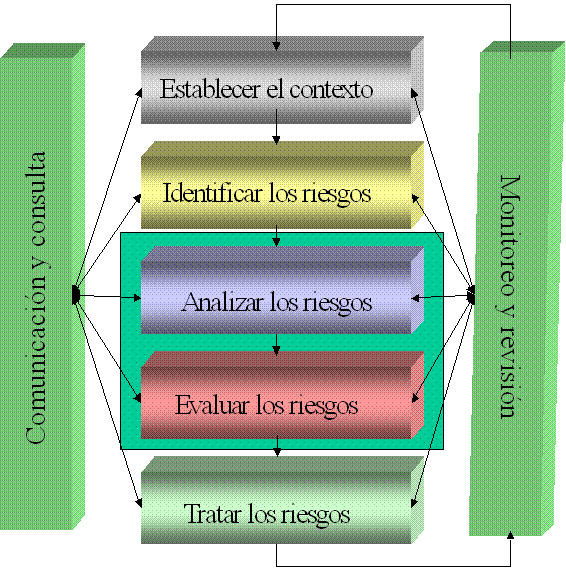 Comunicación y consulta
Establecer el contexto
Identificar los riesgos
Analizar los riesgos
Evaluar los riesgos
Tratar los riesgos
Monitoreo y revisión